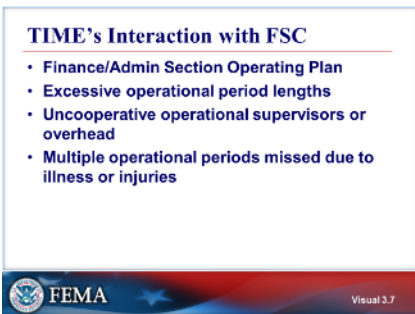 TIME's Interaction with FSC
• Finance/Admin Section Operating Plan
• Excessive operational period lengths
• Uncooperative operational supervisors or
overhead
• Multiple operational periods missed due to
illness or injuries
FEMA
Visual 3.7